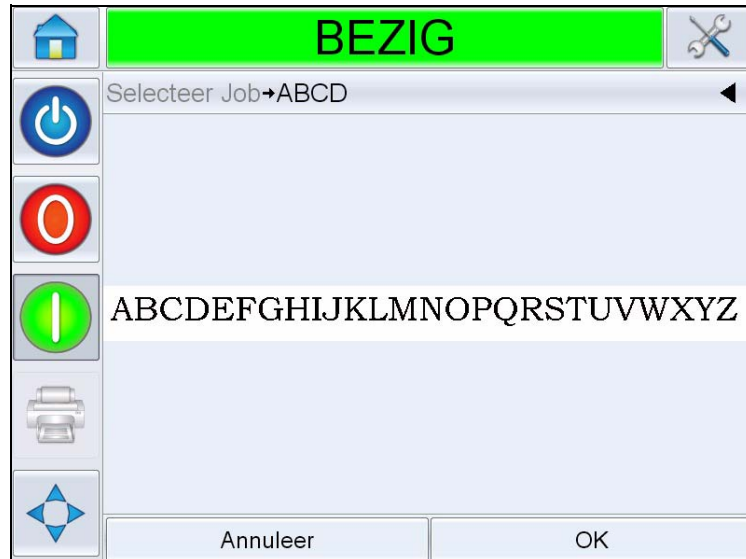 BEZIG
Selecteer Job→ABCD
ABCDEFGHIJKLMNOPQRSTUVWXYZ
Annuleer
OK